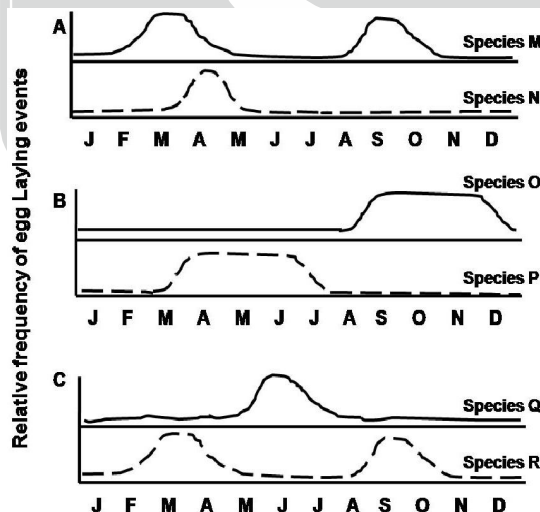 Relative frequency of egg Laying events
A
Species M
Species N
J F M A M J J A S O N D
B
Species O
Species P
J F M A M J J A S O N D
C
Species Q
Species R
J F M A M J J A S O N D